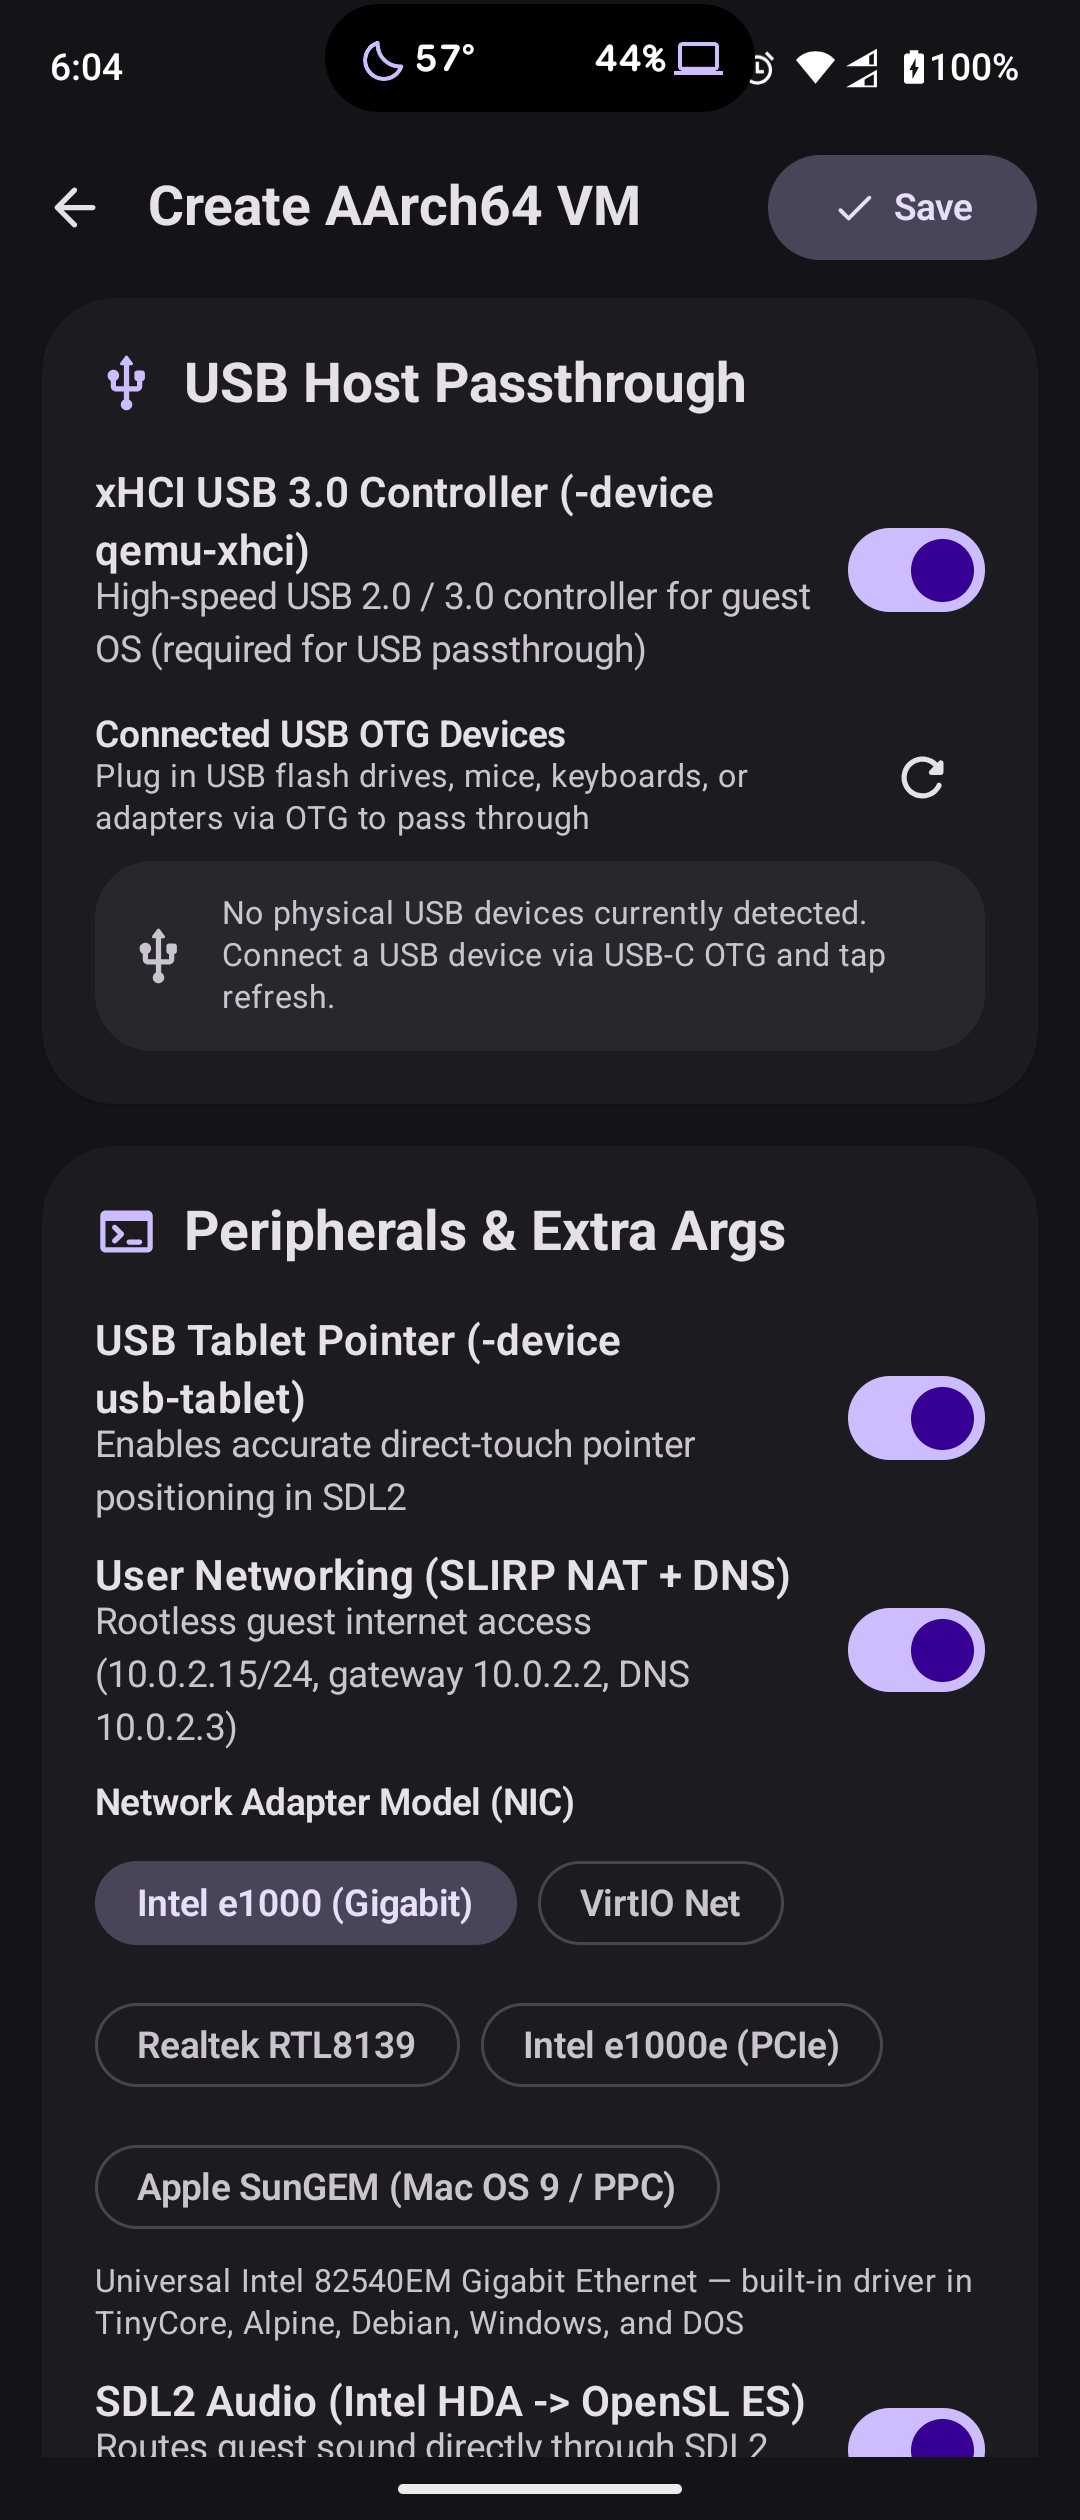 6:04
57°
44%
100%
Create AArch64 VM
Save
USB Host Passthrough
xHCI USB 3.0 Controller (-device
qemu-xhci)
High-speed USB 2.0 / 3.0 controller for guest
OS (required for USB passthrough)
Connected USB OTG Devices
Plug in USB flash drives, mice, keyboards, or
adapters via OTG to pass through
No physical USB devices currently detected.
Connect a USB device via USB-C OTG and tap
refresh.
Peripherals & Extra Args
USB Tablet Pointer (-device
usb-tablet)
Enables accurate direct-touch pointer
positioning in SDL2
User Networking (SLIRP NAT + DNS)
Rootless guest internet access
(10.0.2.15/24, gateway 10.0.2.2, DNS
10.0.2.3)
Network Adapter Model (NIC)
Intel e1000 (Gigabit)
VirtIO Net
Realtek RTL8139
Intel e1000e (PCIe)
Apple SunGEM (Mac OS 9 / PPC)
Universal Intel 82540EM Gigabit Ethernet — built-in driver in
TinyCore, Alpine, Debian, Windows, and DOS
SDL2 Audio (Intel HDA -> OpenSL ES)
Routes guest sound directly through SDL2